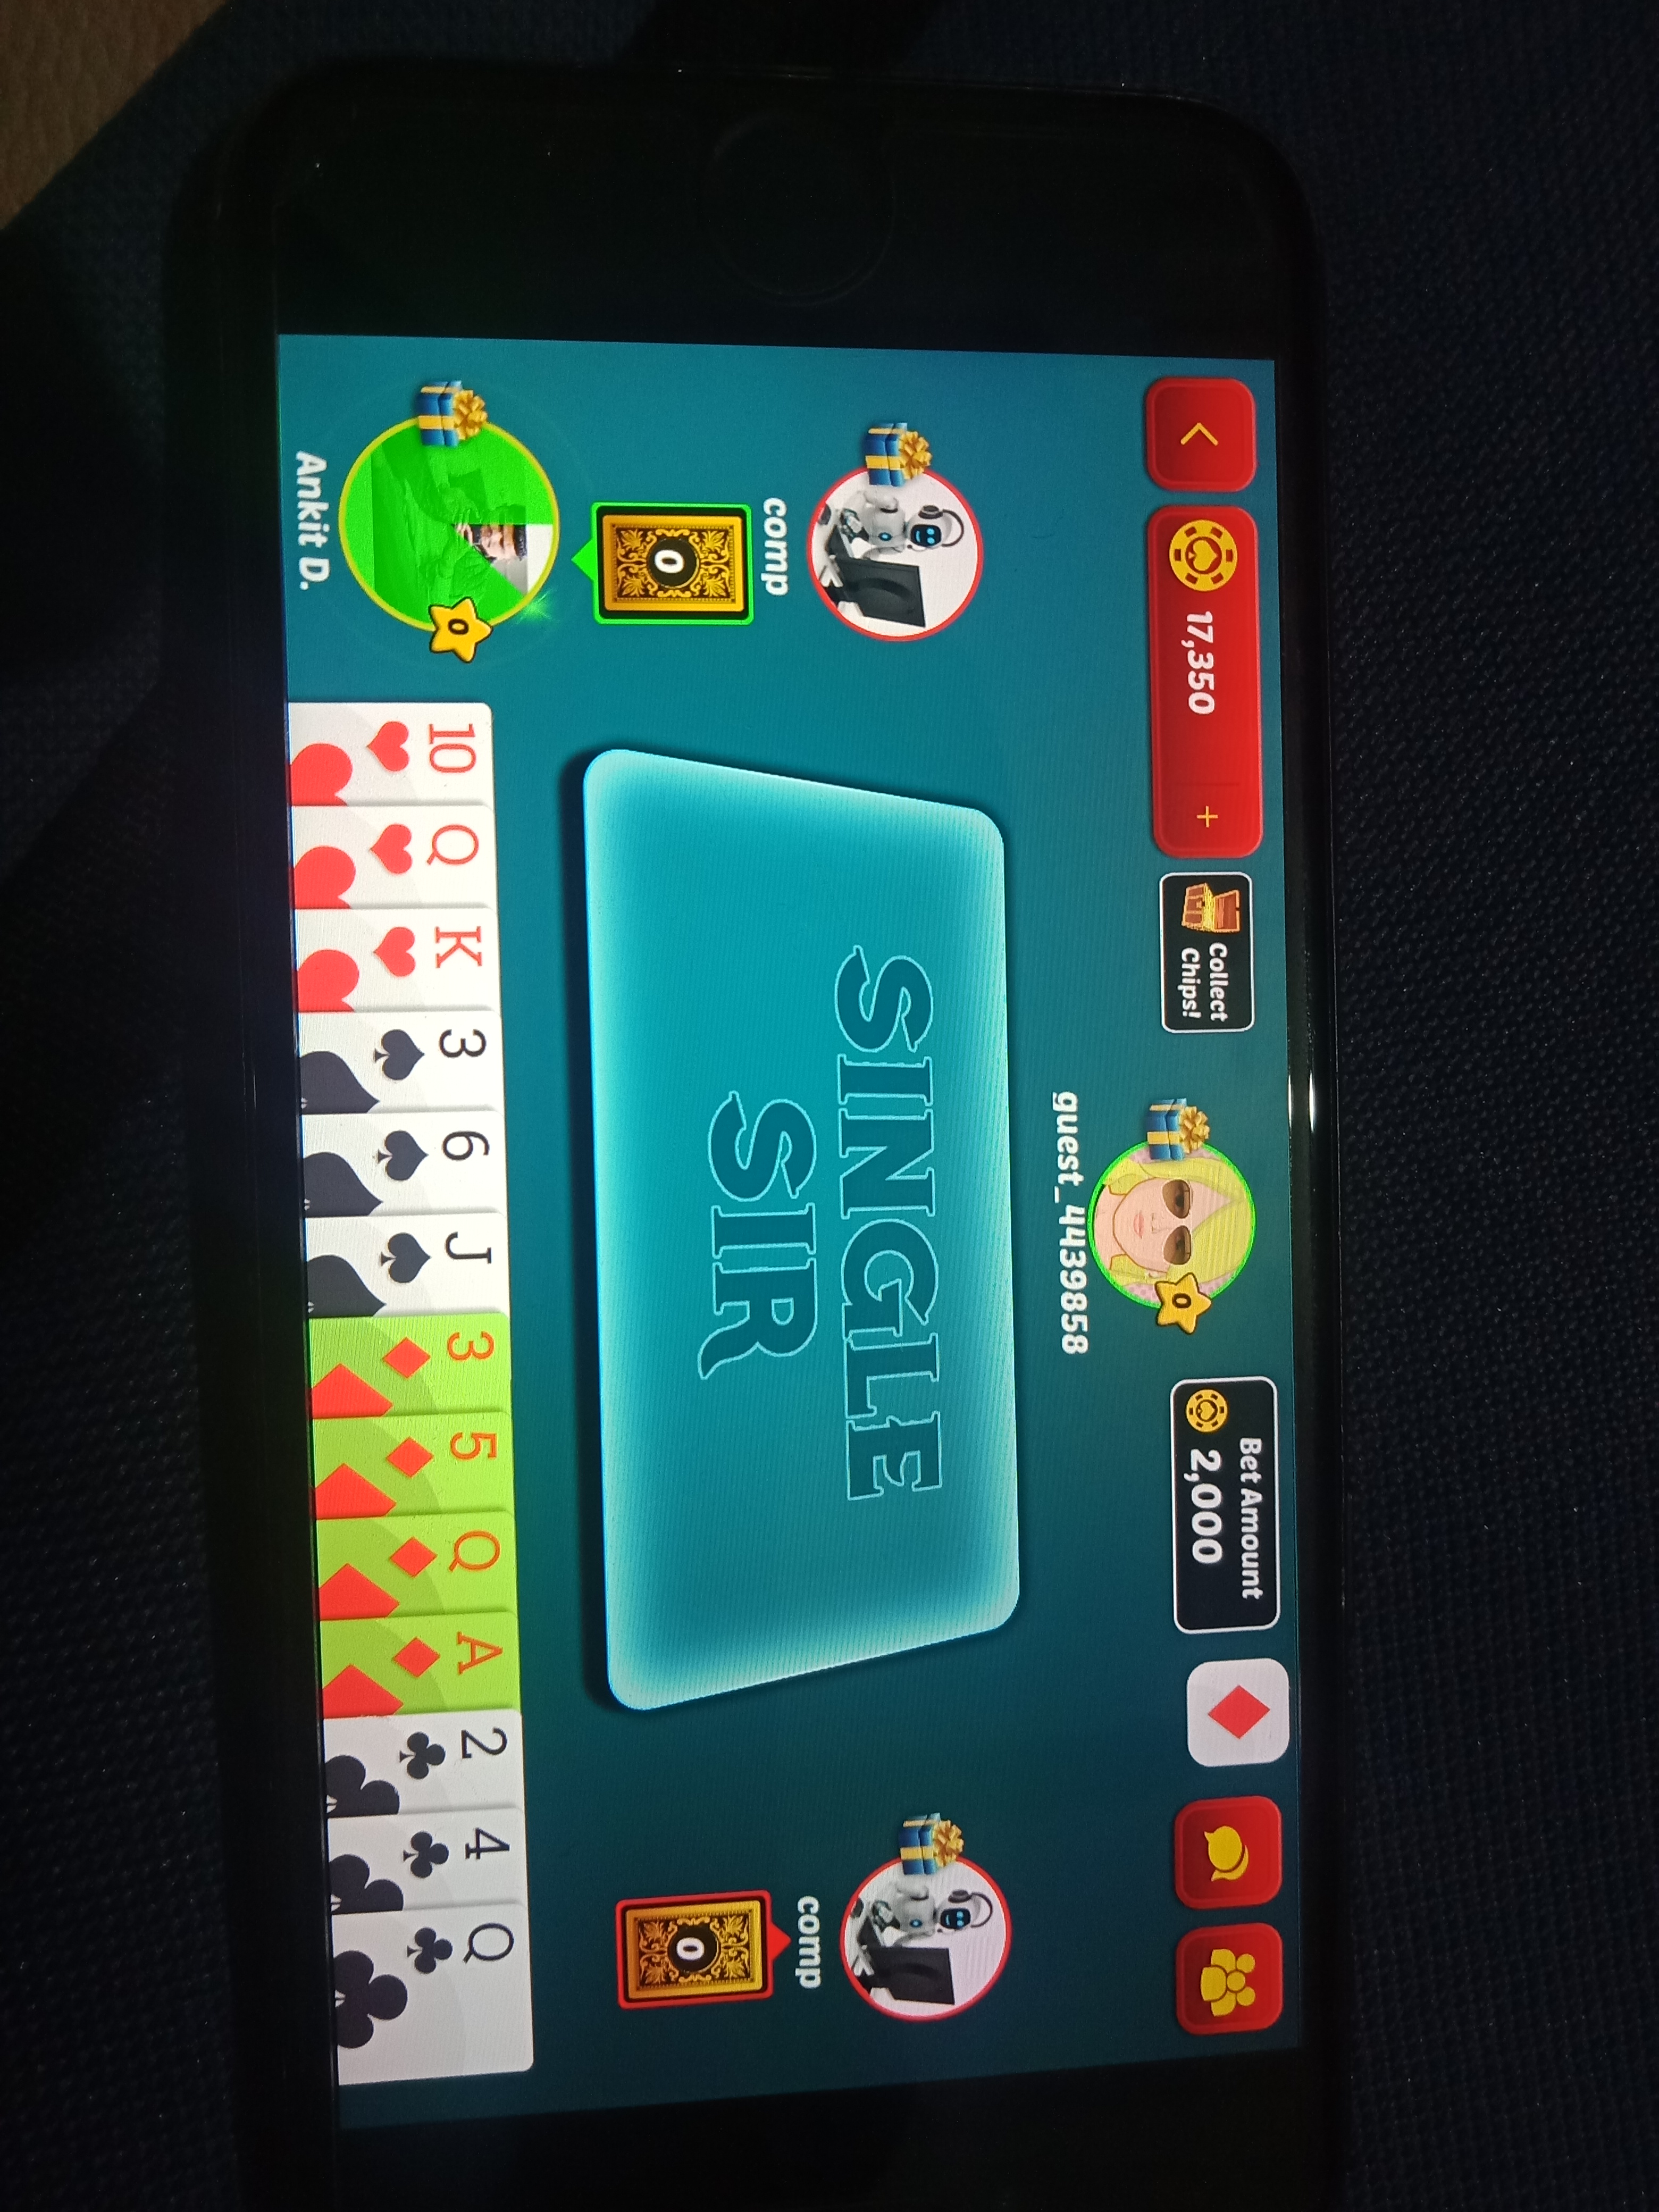 17,350 +
Collect
Chips!
Bet Amount
2,000
0
guest_4439858
comp
comp
0
0
SINGLE
SIR
0
Ankit D.
10 Q K 3 6 J 3 5 Q A 2 4 Q